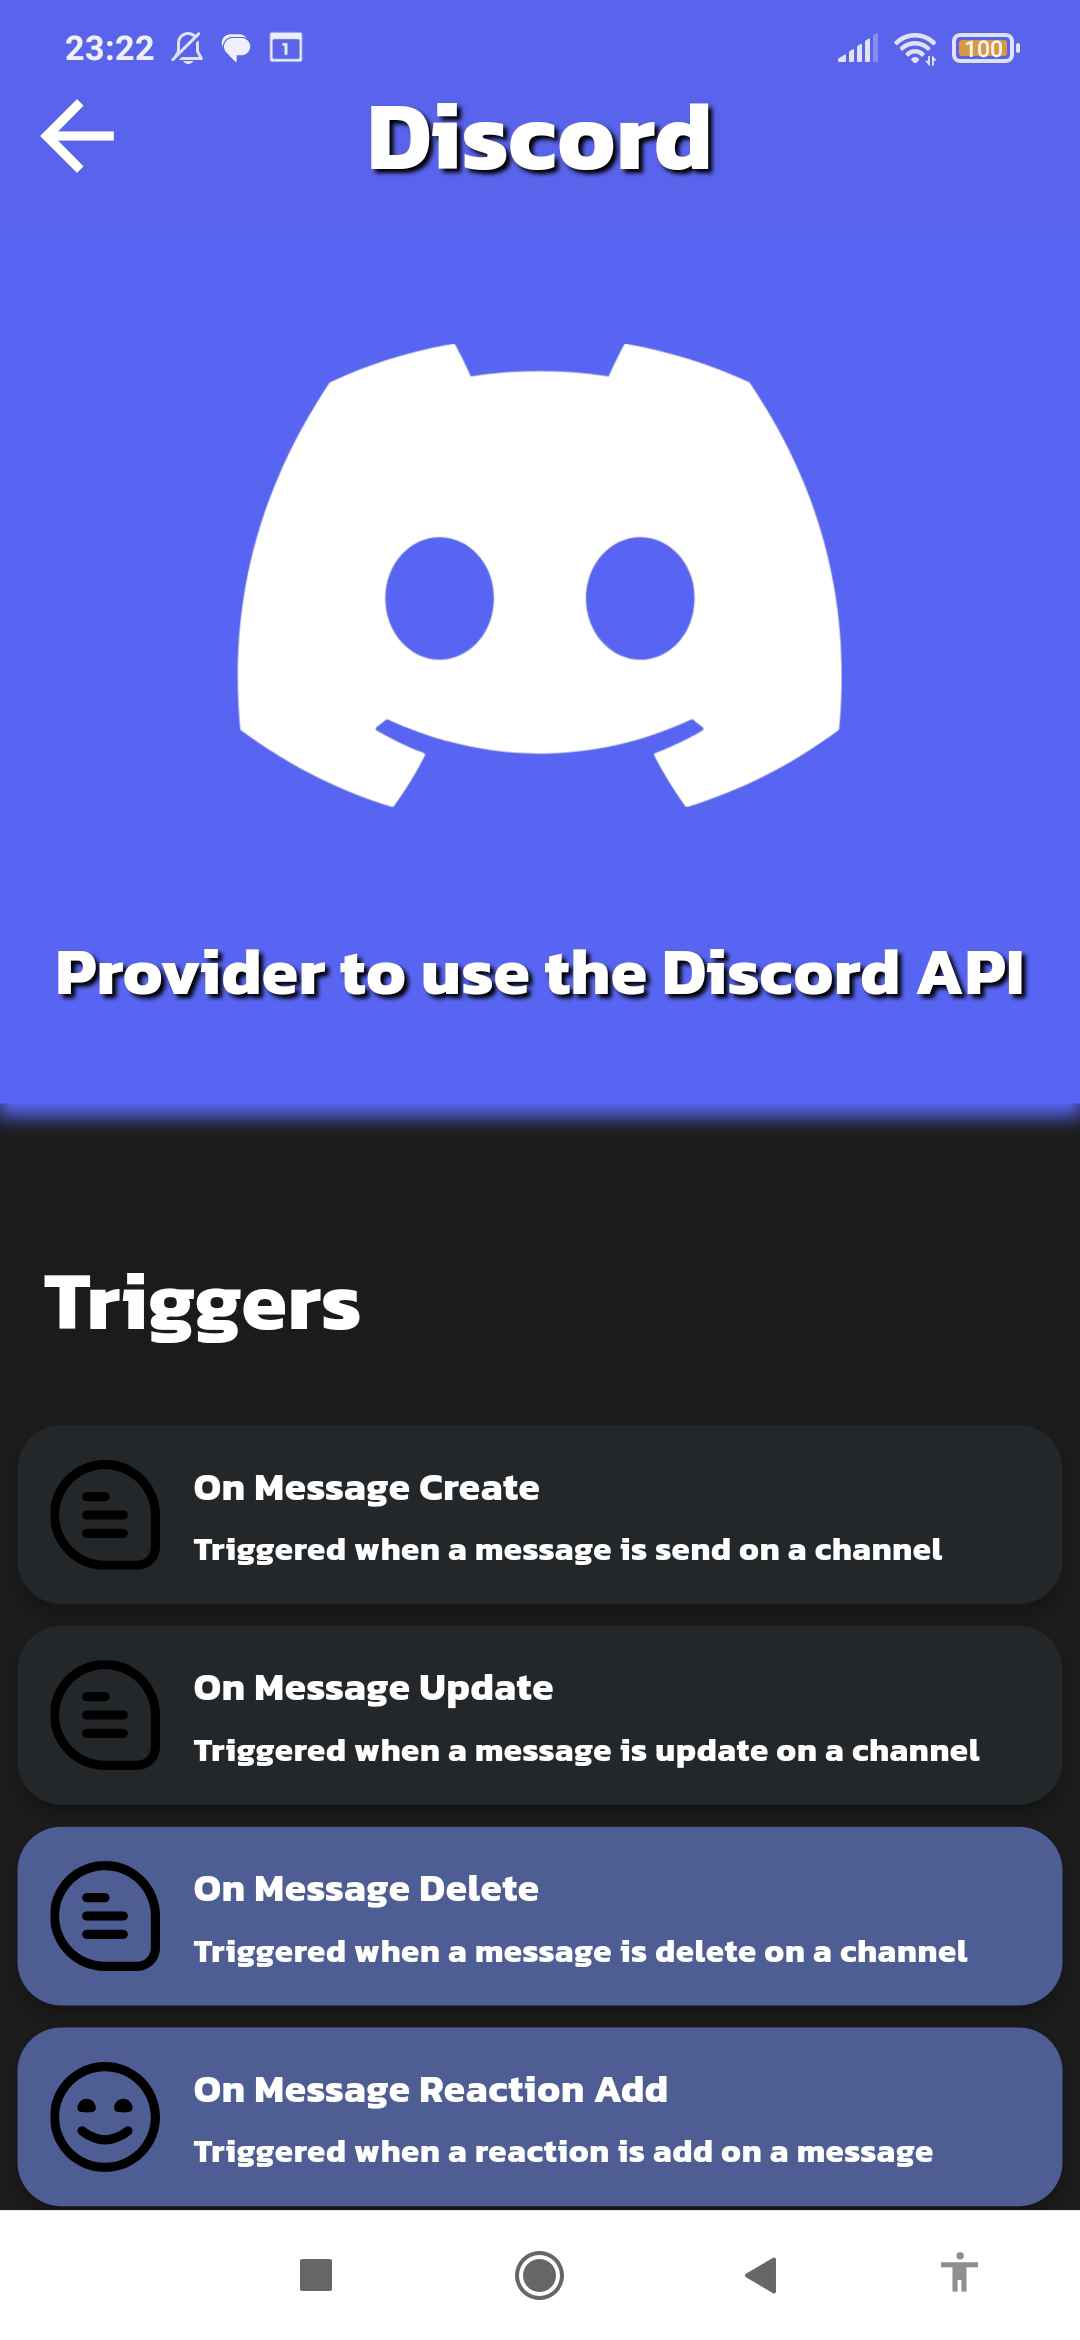 23:22
1
100
Discord
Provider to use the Discord API
Triggers
On Message Create
Triggered when a message is send on a channel
On Message Update
Triggered when a message is update on a channel
On Message Delete
Triggered when a message is delete on a channel
On Message Reaction Add
Triggered when a reaction is add on a message